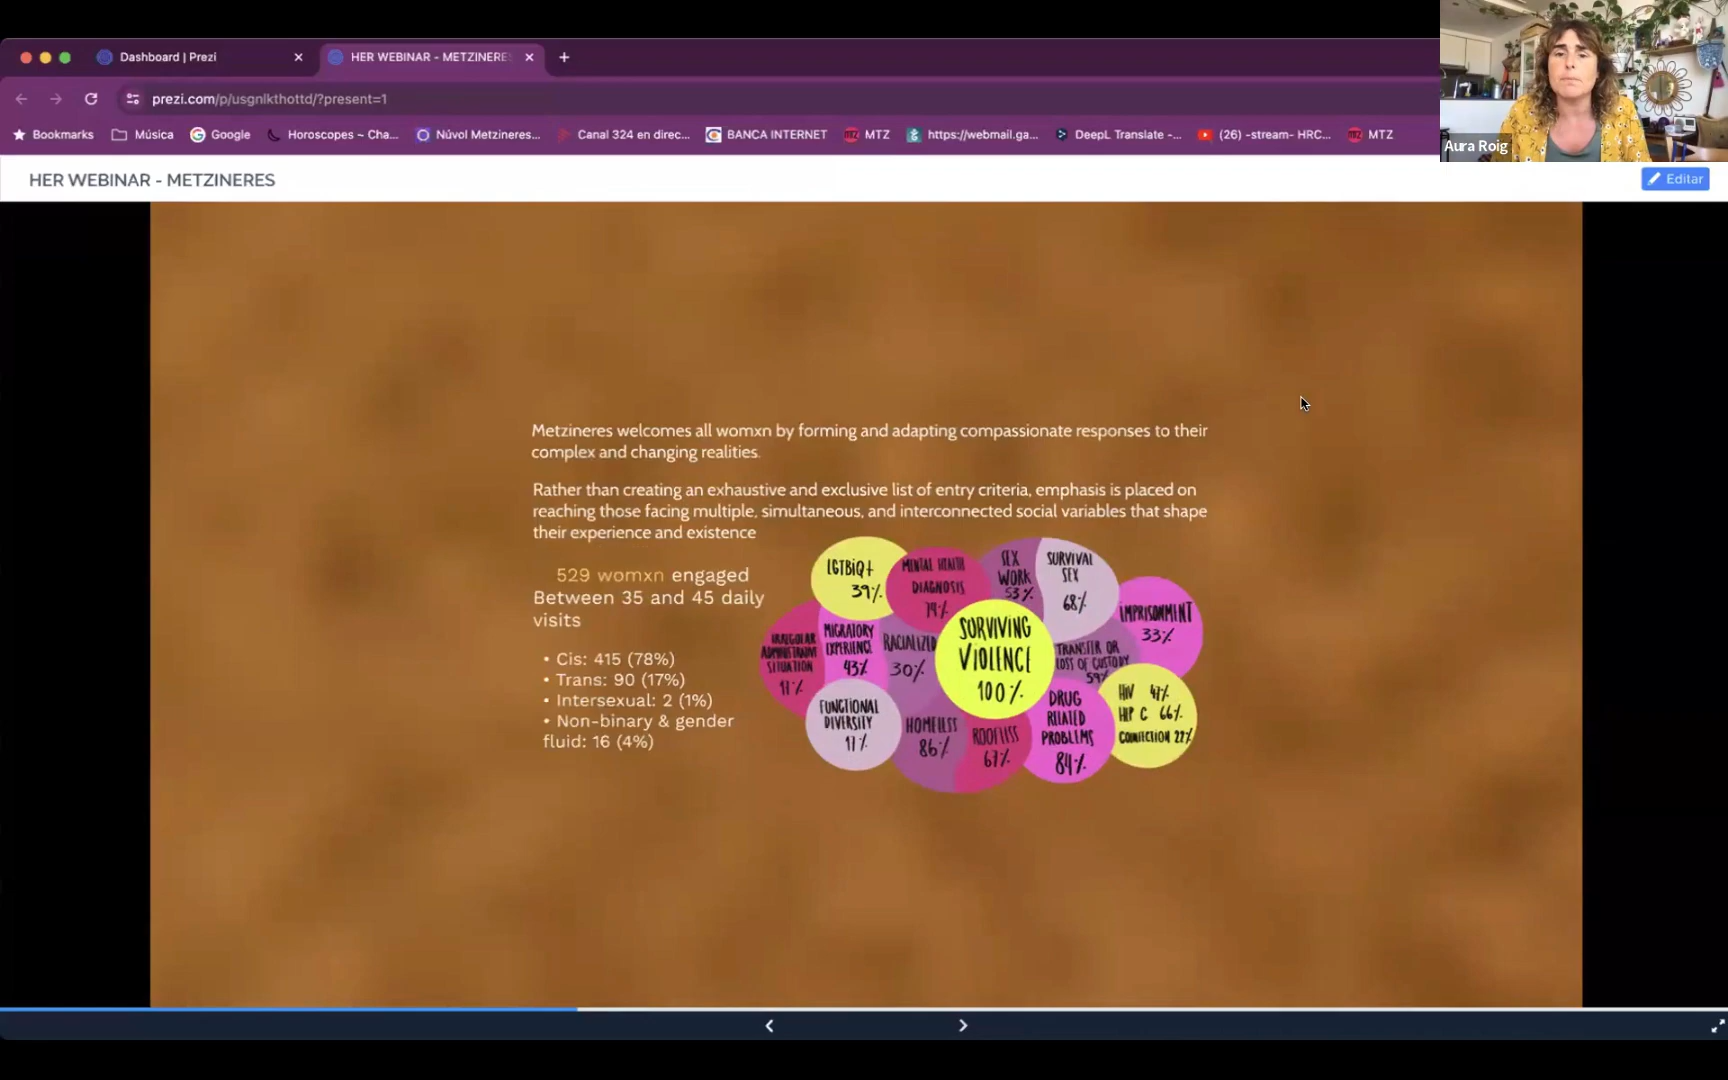 Dashboard | Prezi
HER WEBINAR - METZINERES
prezi.com/p/usgnlkthottd/?present=1
Bookmarks
Música
Google
Horoscopes ~ Cha...
Núvol Metzineres...
Canal 324 en direc...
BANCA INTERNET
MTZ
https://webmail.ga...
DeepL Translate -...
(26) -stream- HRC...
MTZ
Aura Roig
HER WEBINAR - METZINERES
Editar
Metzineres welcomes all womxn by forming and adapting compassionate responses to their
complex and changing realities.
Rather than creating an exhaustive and exclusive list of entry criteria, emphasis is placed on
reaching those facing multiple, simultaneous, and interconnected social variables that shape
their experience and existence
529 womxn engaged
Between 35 and 45 daily
visits
• Cis: 415 (78%)
• Trans: 90 (17%)
• Intersexual: 2 (1%)
• Non-binary & gender
fluid: 16 (4%)
LGTBIQ+
39%
MENTAL HEALTH
DIAGNOSIS
SEX
WORK
53%
SURVIVAL
SEX
68%
IMPRISONMENT
33%
IRREGULAR
ADMINISTRATIVE
SITUATION
MIGRATORY
EXPERIENCE
43%
RACIALIZED
30%
SURVIVING
VIOLENCE
100%
TRANSFER OR
LOSS OF CUSTODY
59%
FUNCTIONAL
DIVERSITY
HOMELESS
86%
ROOFLESS
67%
DRUG
RELATED
PROBLEMS
84%
HIV
HEP C 66%
COINFECTION